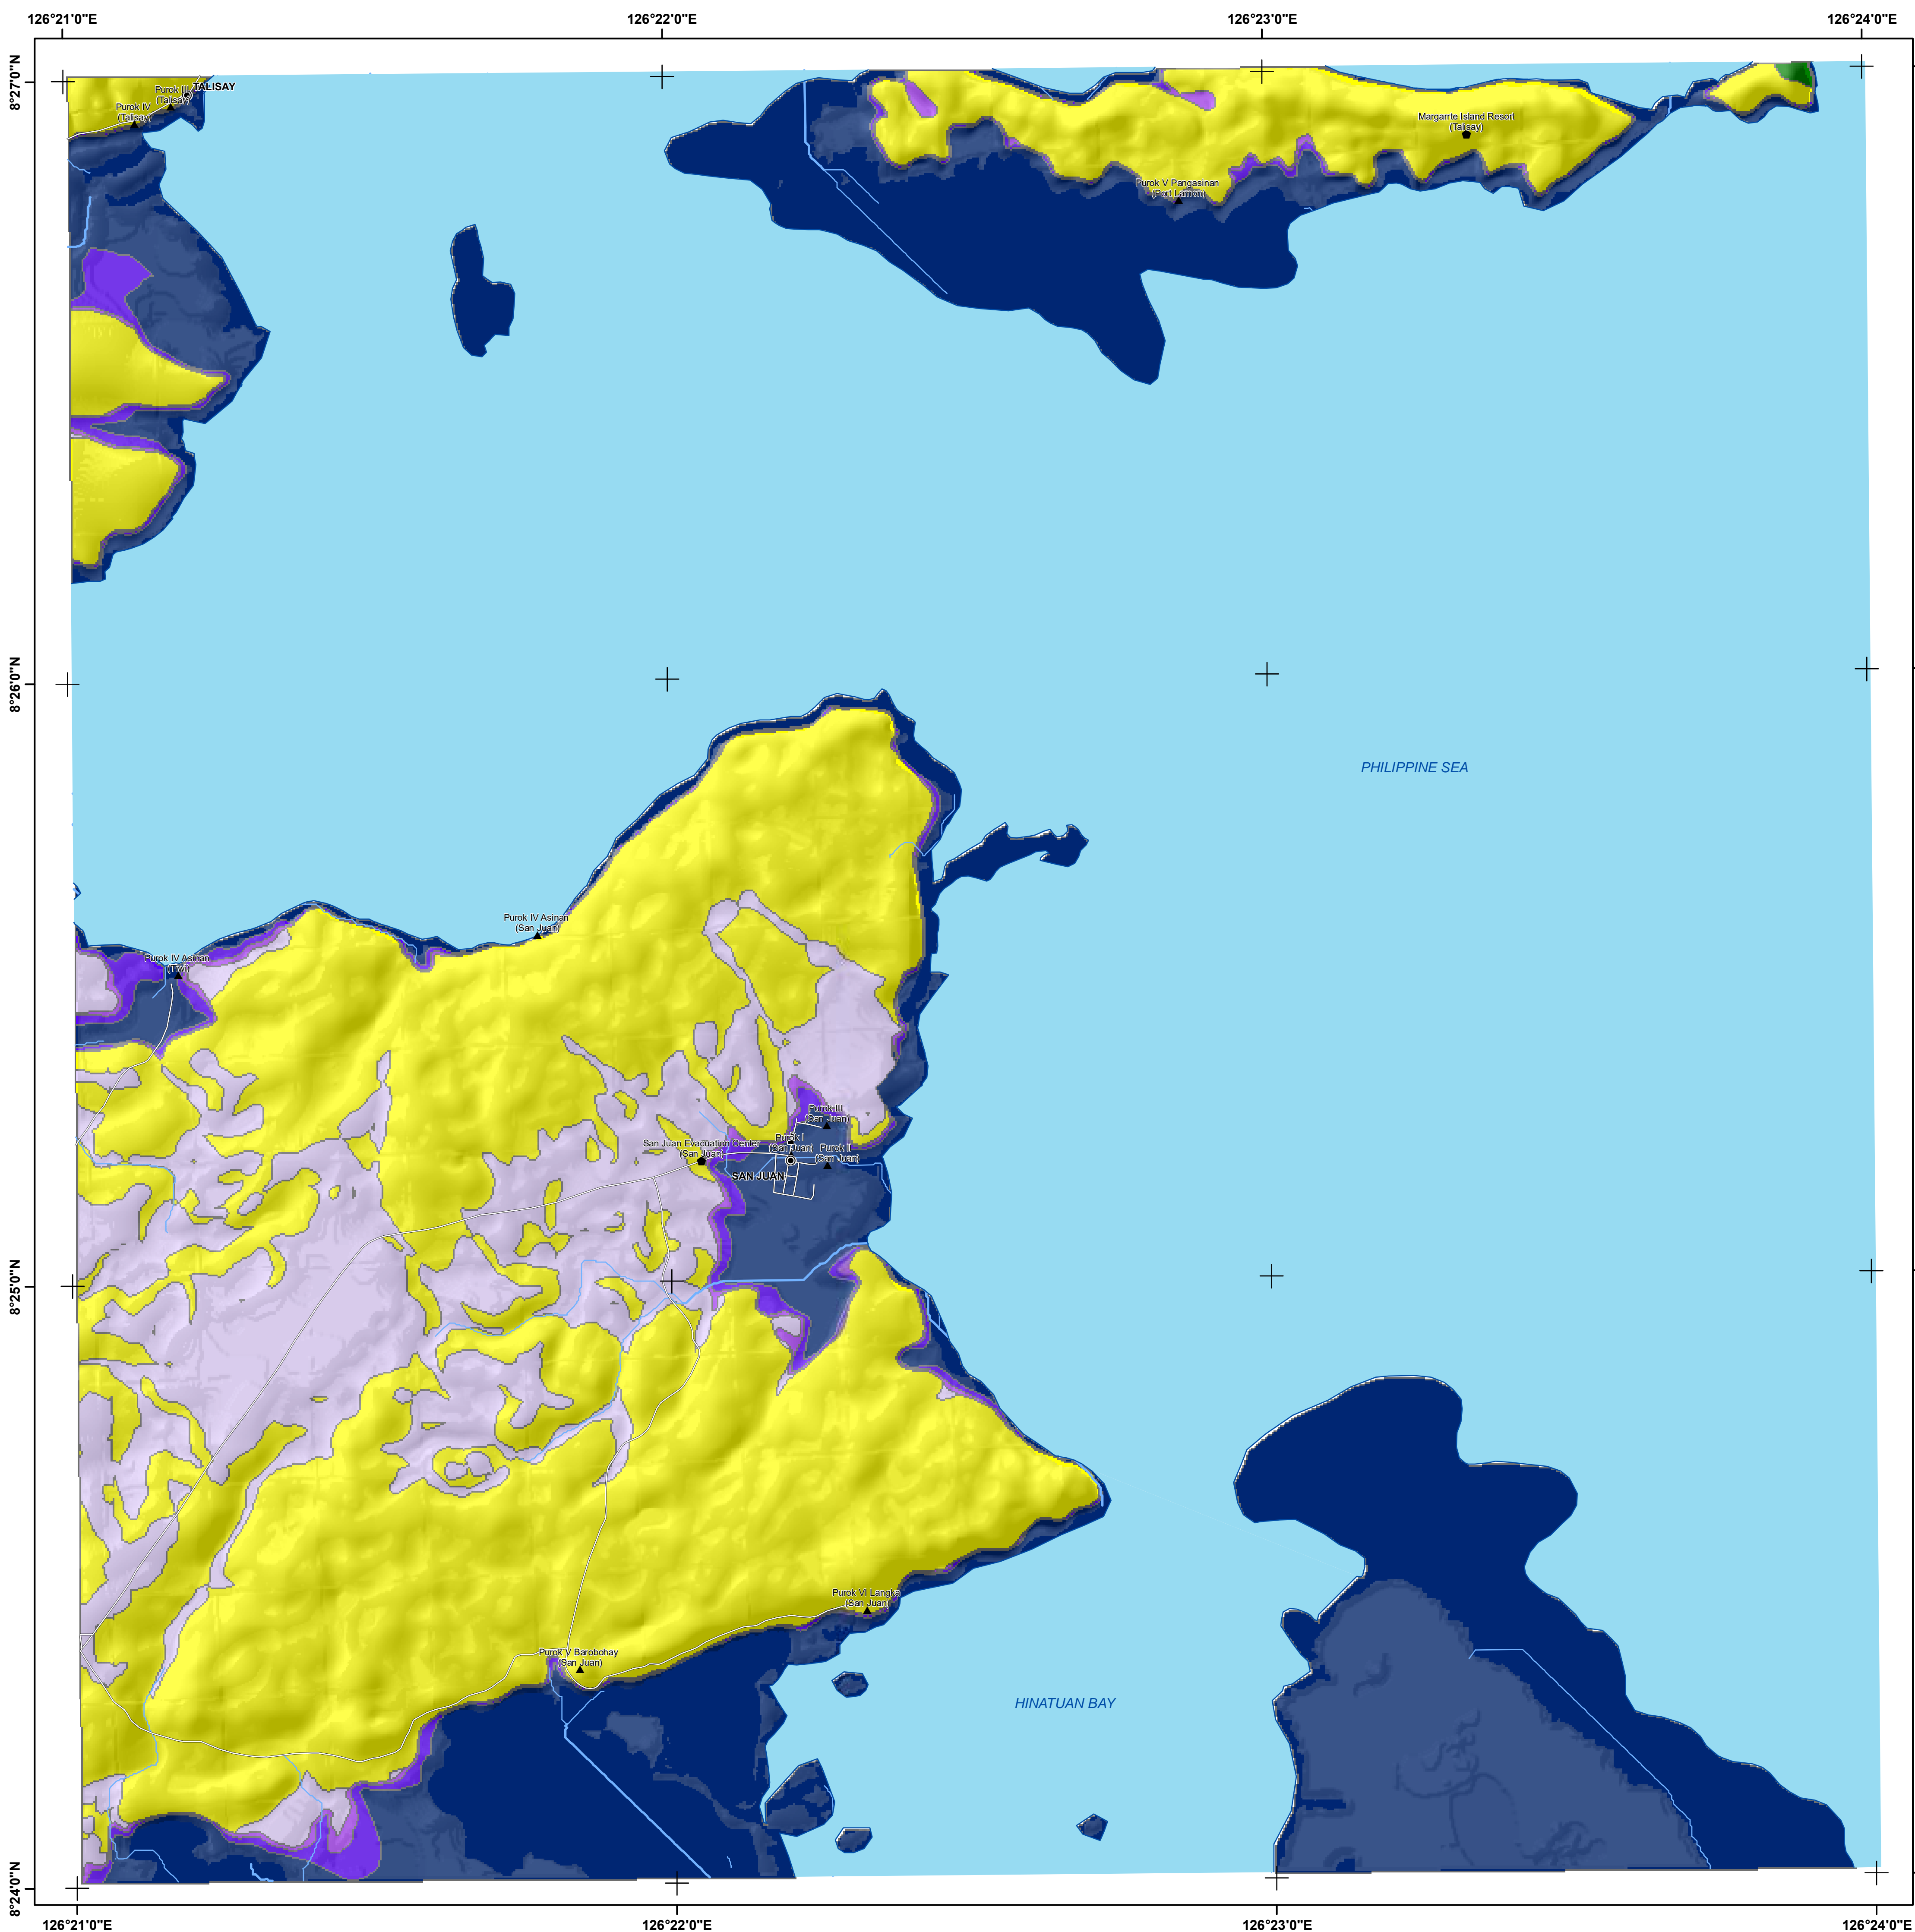 126°21'0"E 126°22'0"E 126°23'0"E 126°24'0"E
8°27'0"N
TALISAY
Purok III
(Talisay)
Purok IV
(Talisay)
Margarrte Island Resort
(Talisay)
Purok V Pangasinan
(Port Lamon)
8°26'0"N
PHILIPPINE SEA
Purok IV Asinan
(San Juan)
Purok IV Asinan
Purok III
(San Juan)
San Juan Evacuation Center
(San Juan)
Purok I
(San Juan)
Purok II
(San Juan)
SAN JUAN
8°25'0"N
Purok VI Langka
(San Juan)
Purok V Barobohay
(San Juan)
HINATUAN BAY
8°24'0"N
126°21'0"E 126°22'0"E 126°23'0"E 126°24'0"E